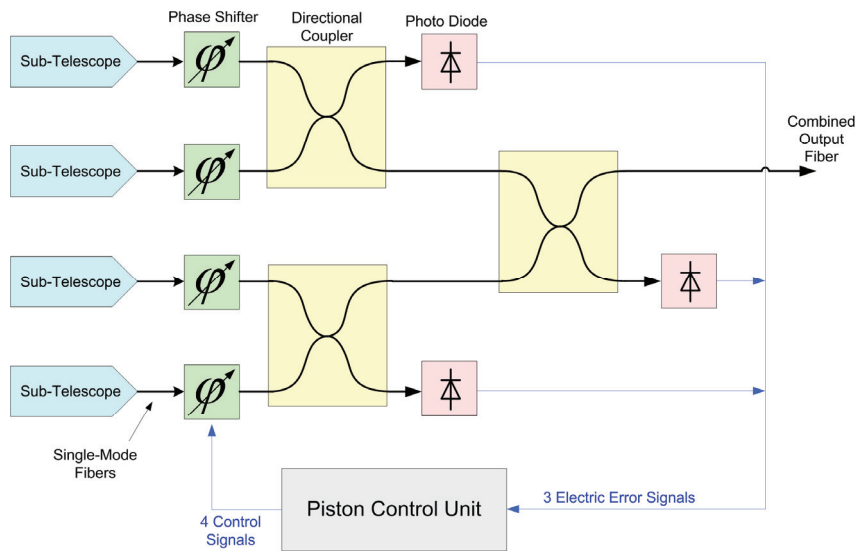 Phase Shifter
Directional
Coupler
Photo Diode
Sub-Telescope
φ
Combined
Output
Fiber
Sub-Telescope
φ
Sub-Telescope
φ
Sub-Telescope
φ
Single-Mode
Fibers
4 Control
Signals
Piston Control Unit
3 Electric Error Signals